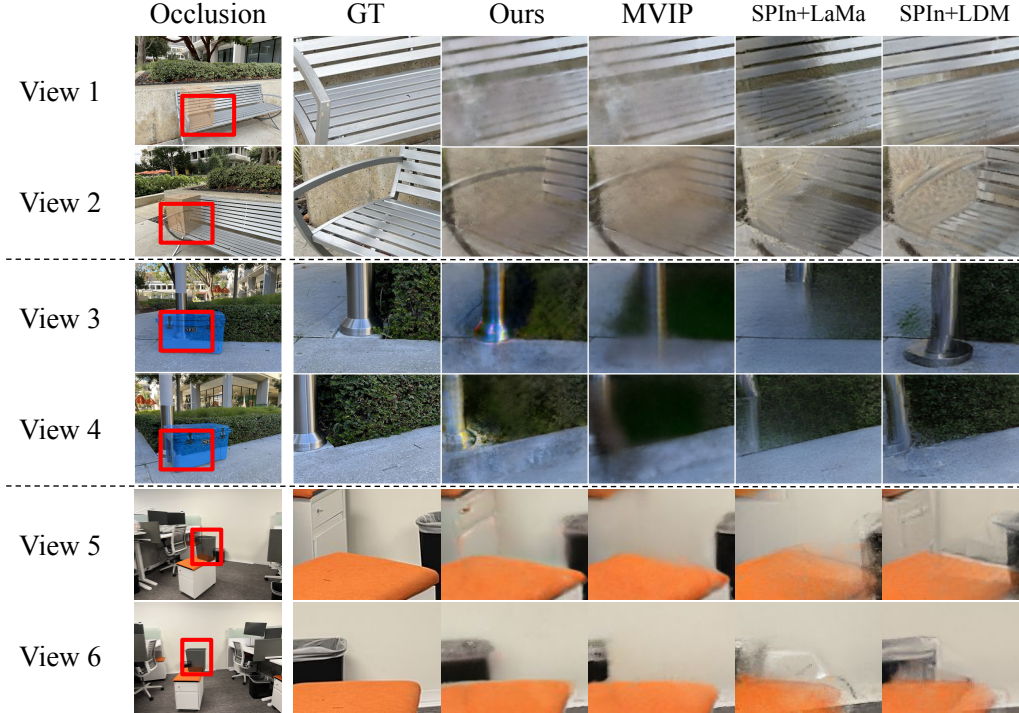 Occlusion GT Ours MVIP SPIn+LaMa SPIn+LDM
View 1
View 2
View 3
View 4
View 5
View 6